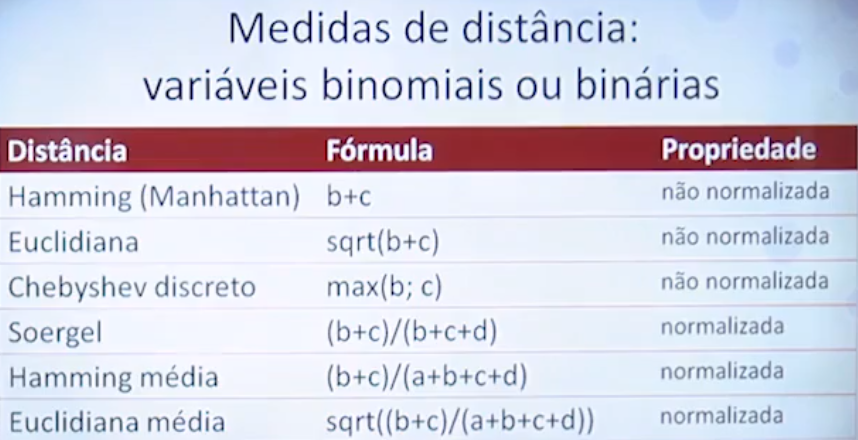 Medidas de distância:
variáveis binomiais ou binárias
Distância Fórmula Propriedade
Hamming (Manhattan) b+c não normalizada
Euclidiana sqrt(b+c) não normalizada
Chebyshev discreto max(b; c) não normalizada
Soergel (b+c)/(b+c+d) normalizada
Hamming média (b+c)/(a+b+c+d) normalizada
Euclidiana média sqrt((b+c)/(a+b+c+d)) normalizada